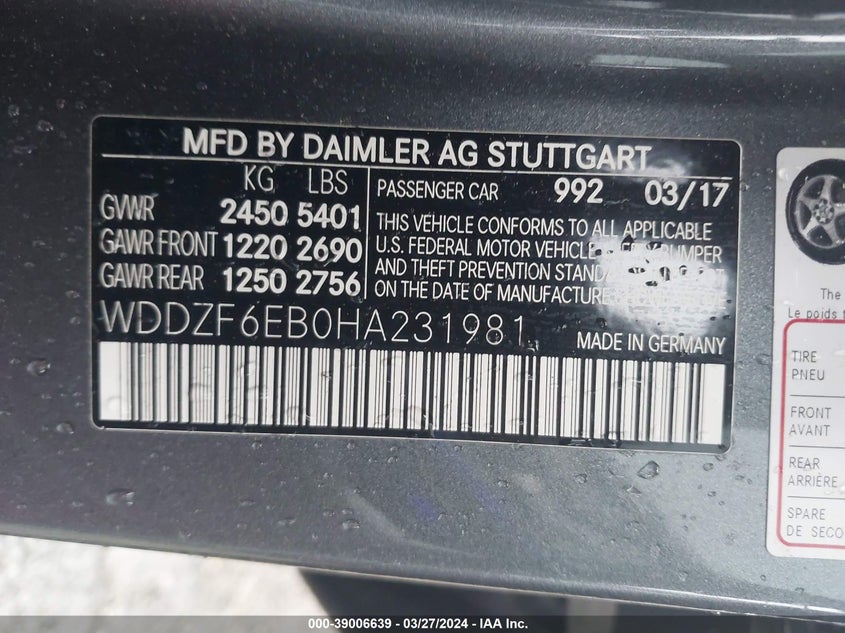 MFD BY DAIMLER AG STUTTGART
KG LBS
GVWR 2450 5401
GAWR FRONT 1220 2690
GAWR REAR 1250 2756
PASSENGER CAR 992 03/17
THIS VEHICLE CONFORMS TO ALL APPLICABLE
U.S. FEDERAL MOTOR VEHICLE BUMPER
AND THEFT PREVENTION
ON THE DATE OF MANUFACTURE
WDDZF6EB0HA231981
MADE IN GERMANY
The
Le poids
TIRE
PNEU
FRONT
AVANT
REAR
ARRIÈRE
SPARE
DE
000-39006639 / 03/27/2024 – IAA Inc.